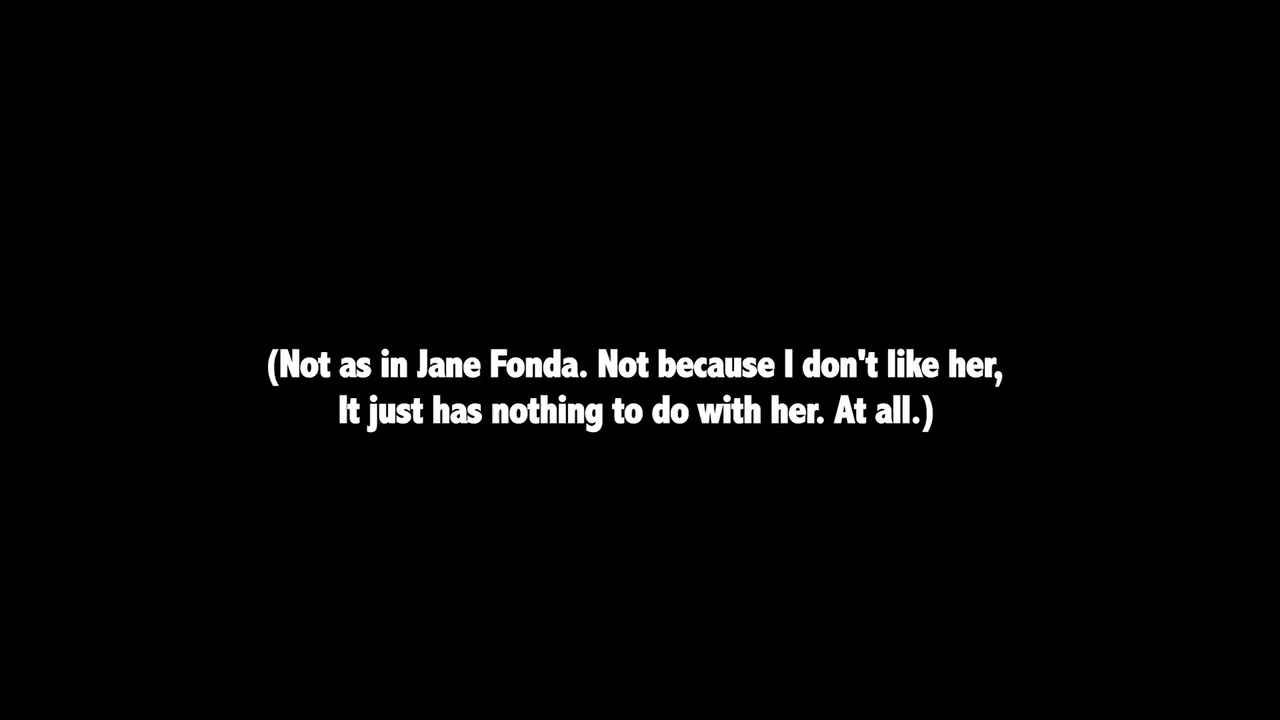 (Not as in Jane Fonda. Not because I don't like her,
It just has nothing to do with her. At all.)